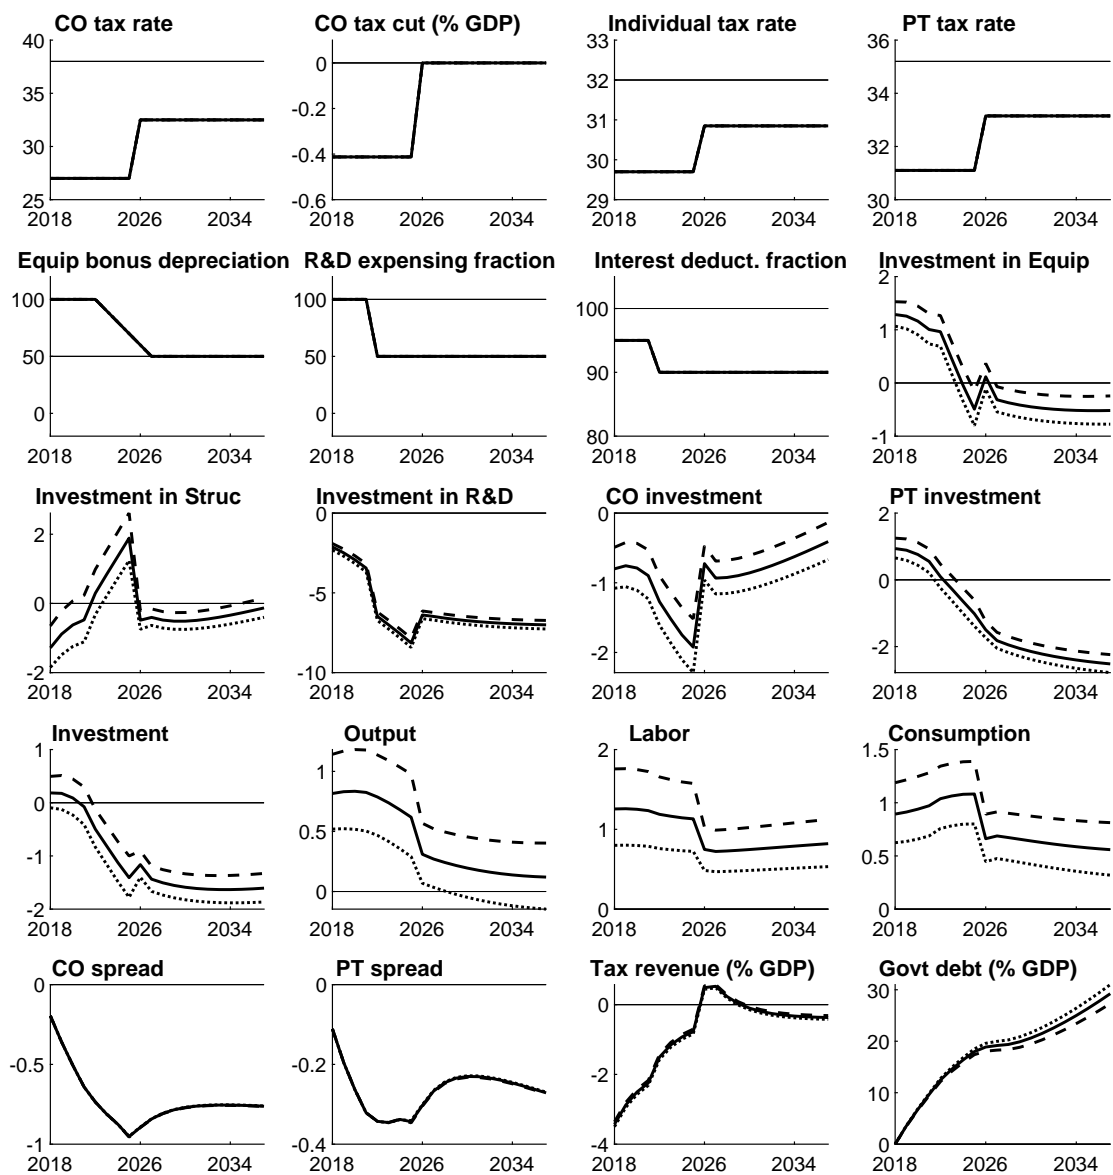 CO tax rate
40
35
30
25
2018 2026 2034
CO tax cut (% GDP)
0
-0.2
-0.4
-0.6
2018 2026 2034
Individual tax rate
33
32
31
30
29
2018 2026 2034
PT tax rate
36
34
32
30
2018 2026 2034
Equip bonus depreciation
100
50
0
2018 2026 2034
R&D expensing fraction
100
50
0
2018 2026 2034
Interest deduct. fraction
100
90
80
2018 2026 2034
Investment in Equip
2
1
0
-1
2018 2026 2034
Investment in Struc
2
0
-2
2018 2026 2034
Investment in R&D
0
-5
-10
2018 2026 2034
CO investment
0
-1
-2
2018 2026 2034
PT investment
2
0
-2
2018 2026 2034
Investment
1
0
-1
-2
2018 2026 2034
Output
1
0.5
0
2018 2026 2034
Labor
2
1
0
2018 2026 2034
Consumption
1.5
1
0.5
0
2018 2026 2034
CO spread
0
-0.5
-1
2018 2026 2034
PT spread
0
-0.2
-0.4
2018 2026 2034
Tax revenue (% GDP)
0
-2
-4
2018 2026 2034
Govt debt (% GDP)
30
20
10
0
2018 2026 2034